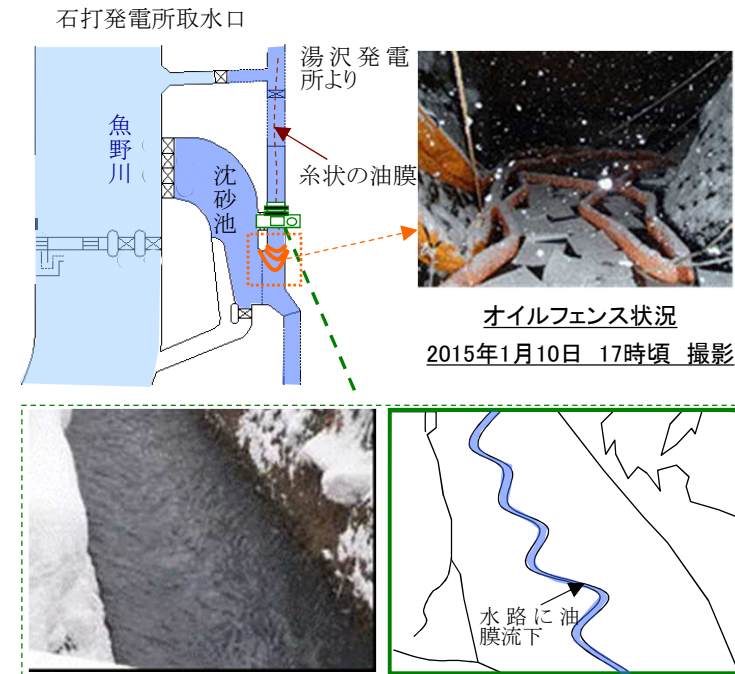 石打発電所取水口
湯沢発電
所より
魚野川
沈砂池
糸状の油膜
オイルフェンス状況
2015年1月10日 17時頃 撮影
水路に油
膜流下